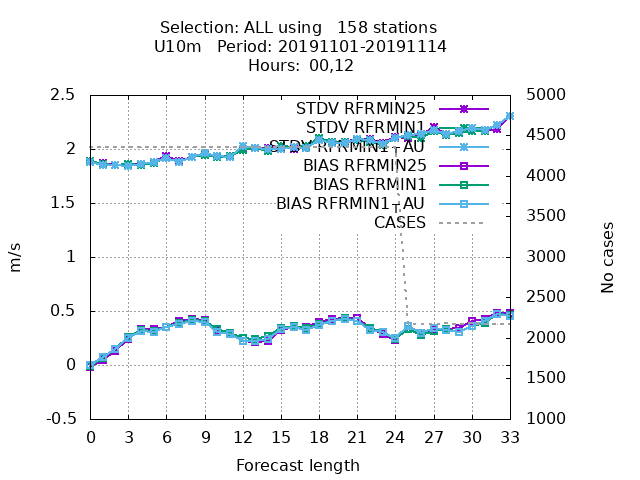 Selection: ALL using   158 stations
U10m   Period: 20191101-20191114
Hours:  00,12
2.5
2
1.5
1
0.5
0
-0.5
m/s
5000
4500
4000
3500
3000
2500
2000
1500
1000
No cases
STDV RFRMIN25
STDV RFRMIN1
STDV RFRMIN1_AU
BIAS RFRMIN25
BIAS RFRMIN1
BIAS RFRMIN1_AU
CASES
0 3 6 9 12 15 18 21 24 27 30 33
Forecast length